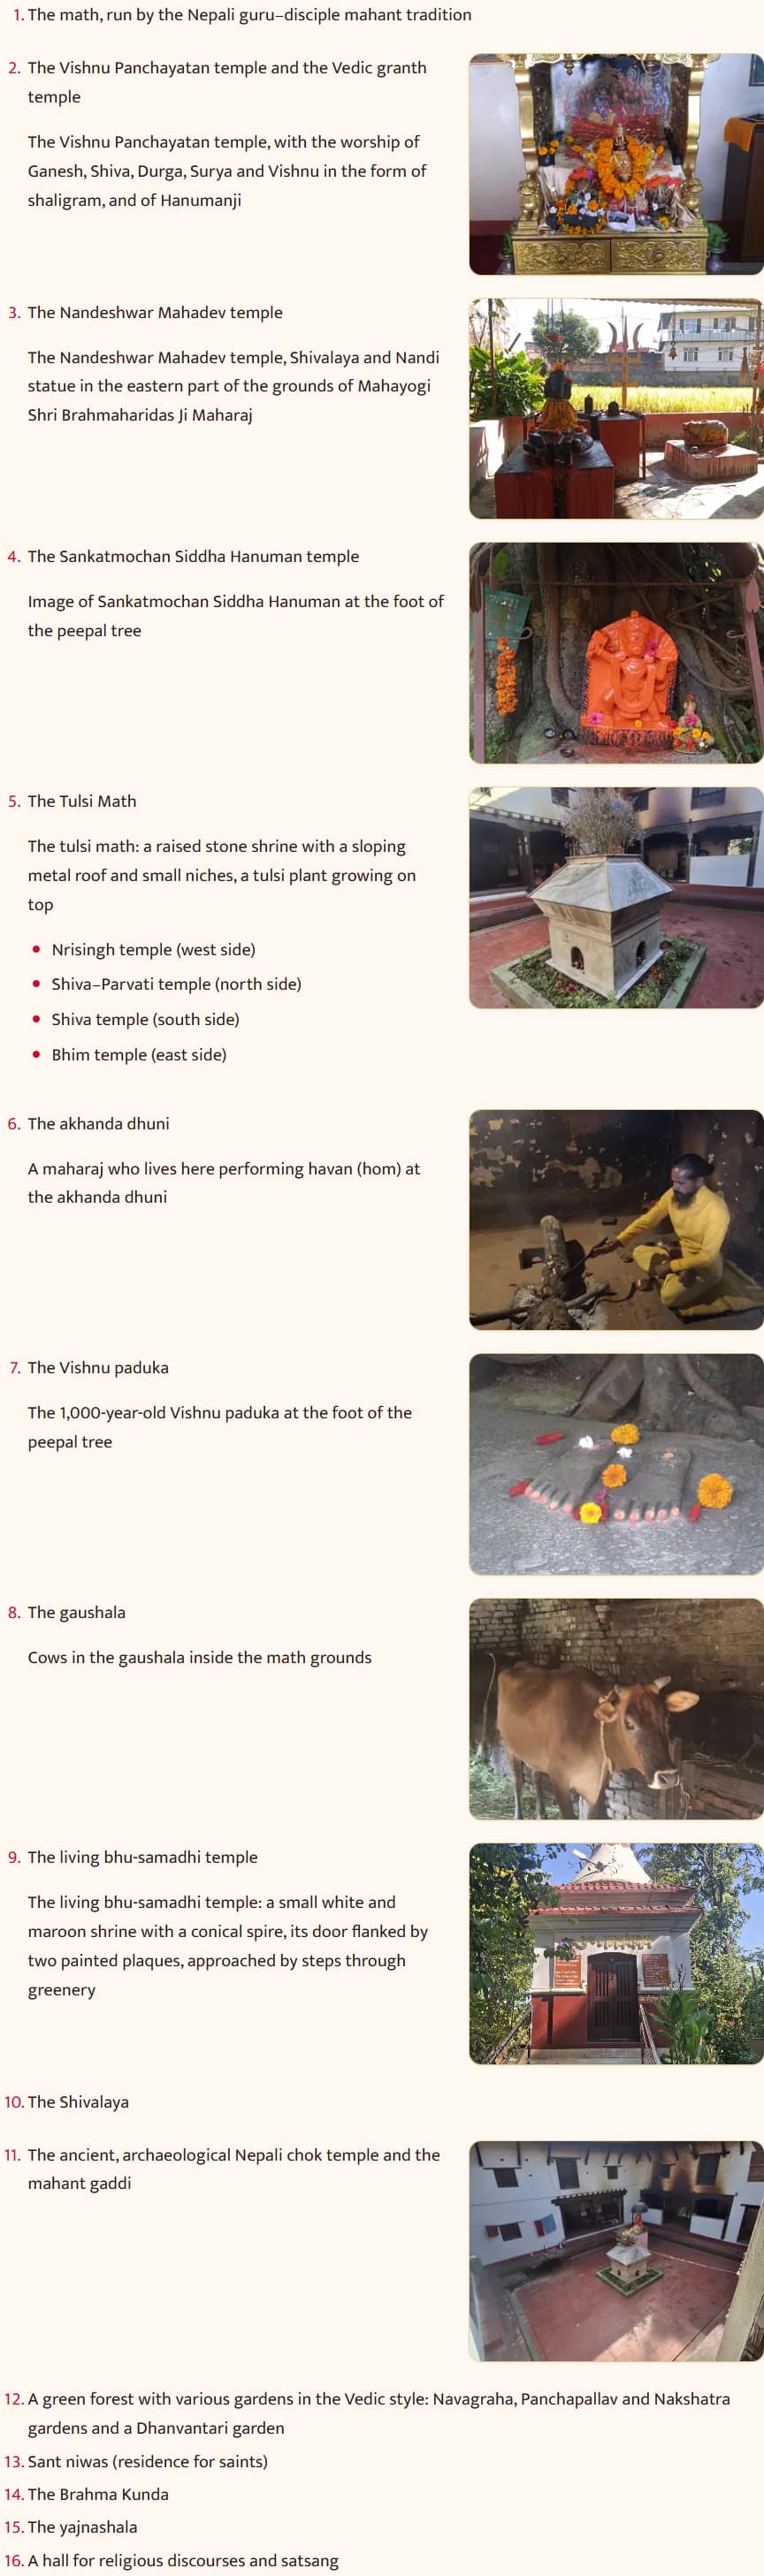 1. The math, run by the Nepali guru–disciple mahant tradition
2. The Vishnu Panchayatan temple and the Vedic granth
temple
The Vishnu Panchayatan temple, with the worship of
Ganesh, Shiva, Durga, Surya and Vishnu in the form of
shaligram, and of Hanumanji
3. The Nandeshwar Mahadev temple
The Nandeshwar Mahadev temple, Shivalaya and Nandi
statue in the eastern part of the grounds of Mahayogi
Shri Brahmaharidas Ji Maharaj
4. The Sankatmochan Siddha Hanuman temple
Image of Sankatmochan Siddha Hanuman at the foot of
the peepal tree
5. The Tulsi Math
The tulsi math: a raised stone shrine with a sloping
metal roof and small niches, a tulsi plant growing on
top
• Nrisingh temple (west side)
• Shiva–Parvati temple (north side)
• Shiva temple (south side)
• Bhim temple (east side)
6. The akhanda dhuni
A maharaj who lives here performing havan (hom) at
the akhanda dhuni
7. The Vishnu paduka
The 1,000-year-old Vishnu paduka at the foot of the
peepal tree
8. The gaushala
Cows in the gaushala inside the math grounds
9. The living bhu-samadhi temple
The living bhu-samadhi temple: a small white and
maroon shrine with a conical spire, its door flanked by
two painted plaques, approached by steps through
greenery
10. The Shivalaya
11. The ancient, archaeological Nepali chok temple and the
mahant gaddi
12. A green forest with various gardens in the Vedic style: Navagraha, Panchapallav and Nakshatra
gardens and a Dhanvantari garden
13. Sant niwas (residence for saints)
14. The Brahma Kunda
15. The yajnashala
16. A hall for religious discourses and satsang